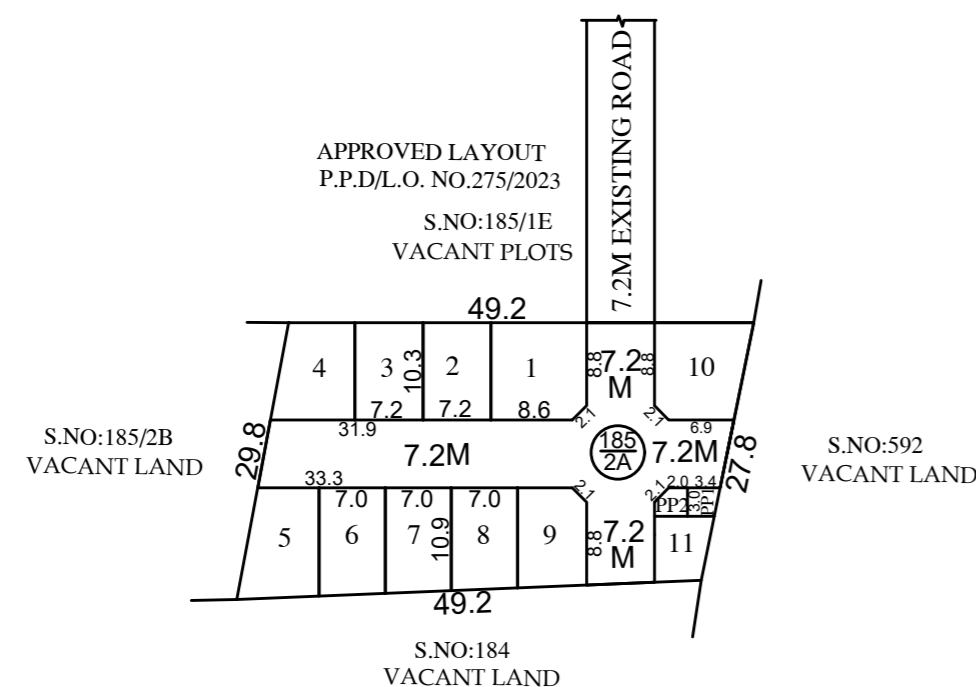 7.2M EXISTING ROAD
APPROVED LAYOUT
P.P.D/L.O. NO.275/2023
S.NO:185/1E
VACANT PLOTS
49.2
4
3
10.3
2
1
8.8
7.2
M
8.8
10
7.2
7.2
8.6
2.1
2.1
31.9
6.9
S.NO:185/2B
VACANT LAND
29.8
7.2M
185
2A
7.2M
27.8
S.NO:592
VACANT LAND
33.3
7.0
7.0
7.0
2.1
2.1
2.0
3.4
PP2
3.0
PP1
5
6
7
10.9
8
9
8.8
7.2
M
11
49.2
S.NO:184
VACANT LAND